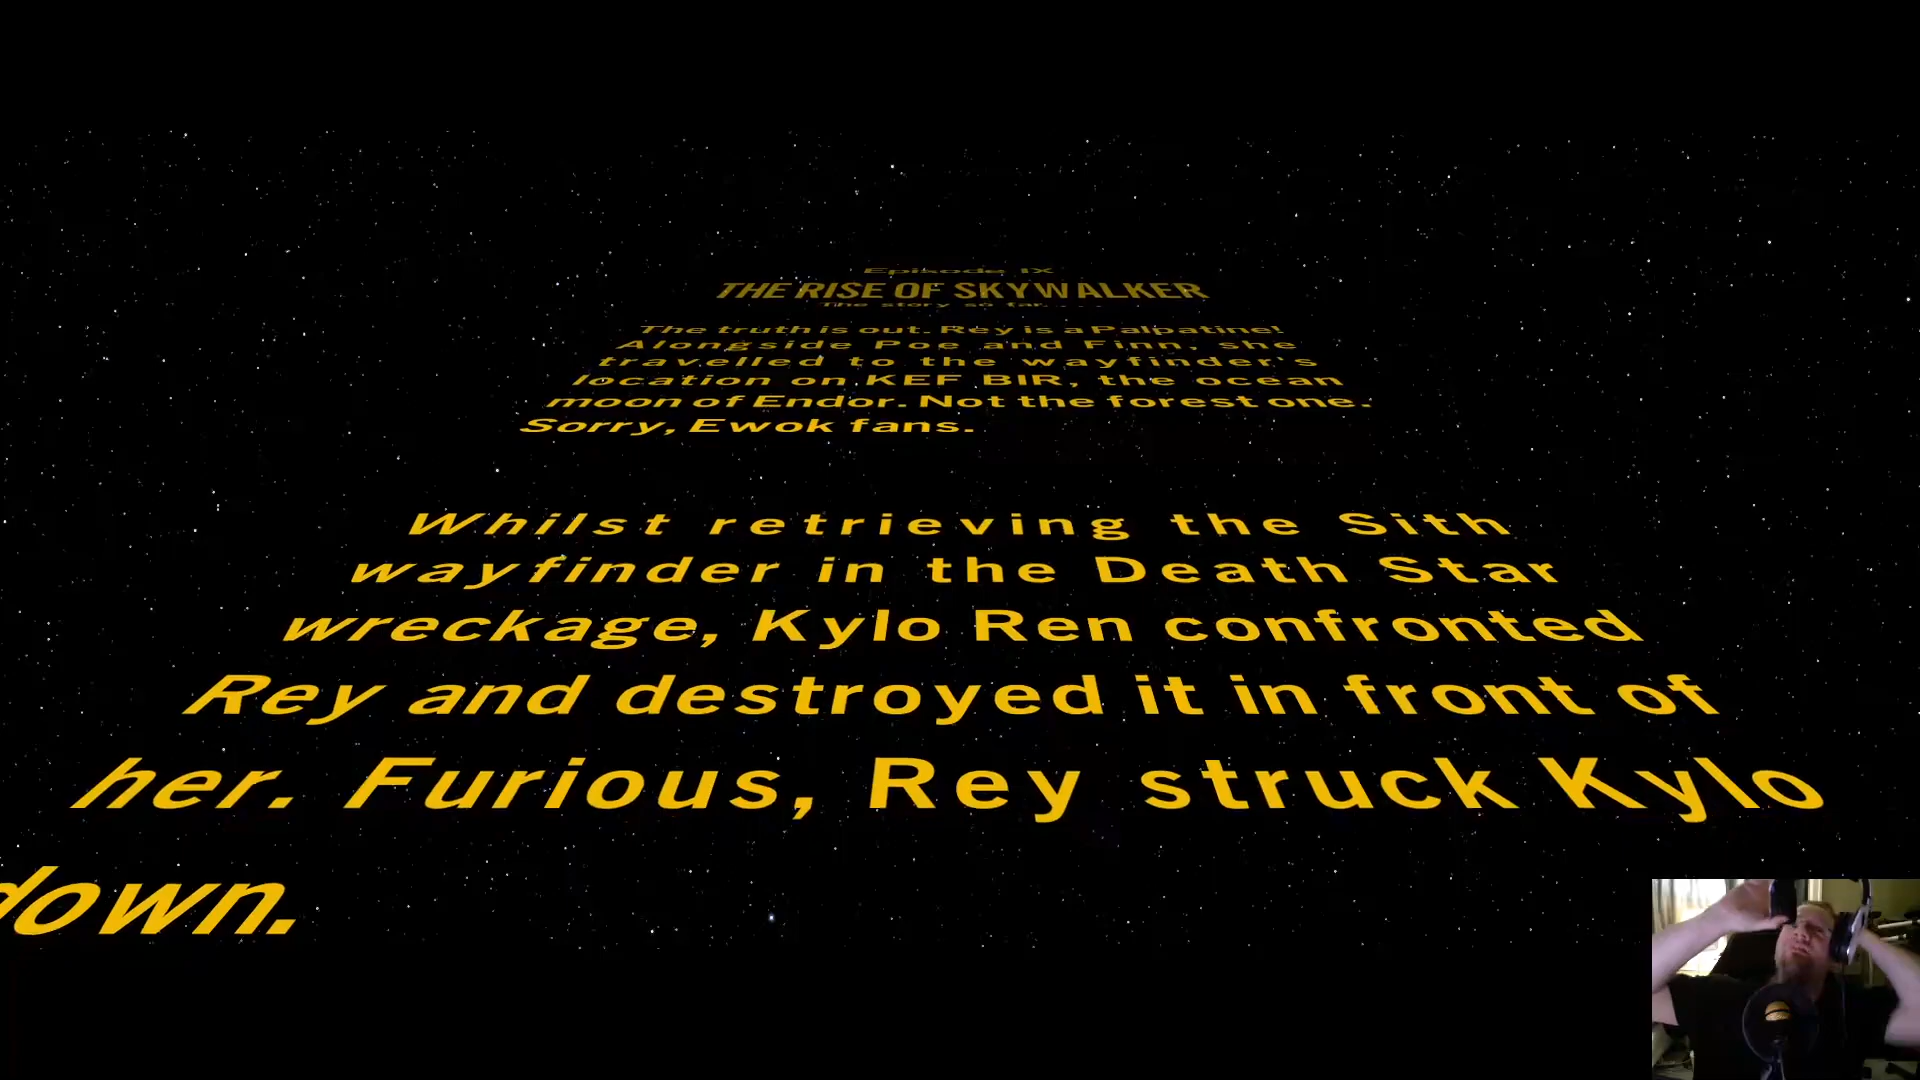 Episode IX
THE RISE OF SKYWALKER
The story so far. . . .
The truth is out. Rey is a Palpatine!
Alongside Poe and Finn, she
travelled to the wayfinder's
location on KEF BIR, the ocean
moon of Endor. Not the forest one.
Sorry, Ewok fans.
Whilst retrieving the Sith
wayfinder in the Death Star
wreckage, Kylo Ren confronted
Rey and destroyed it in front of
her. Furious, Rey struck Kylo
down.